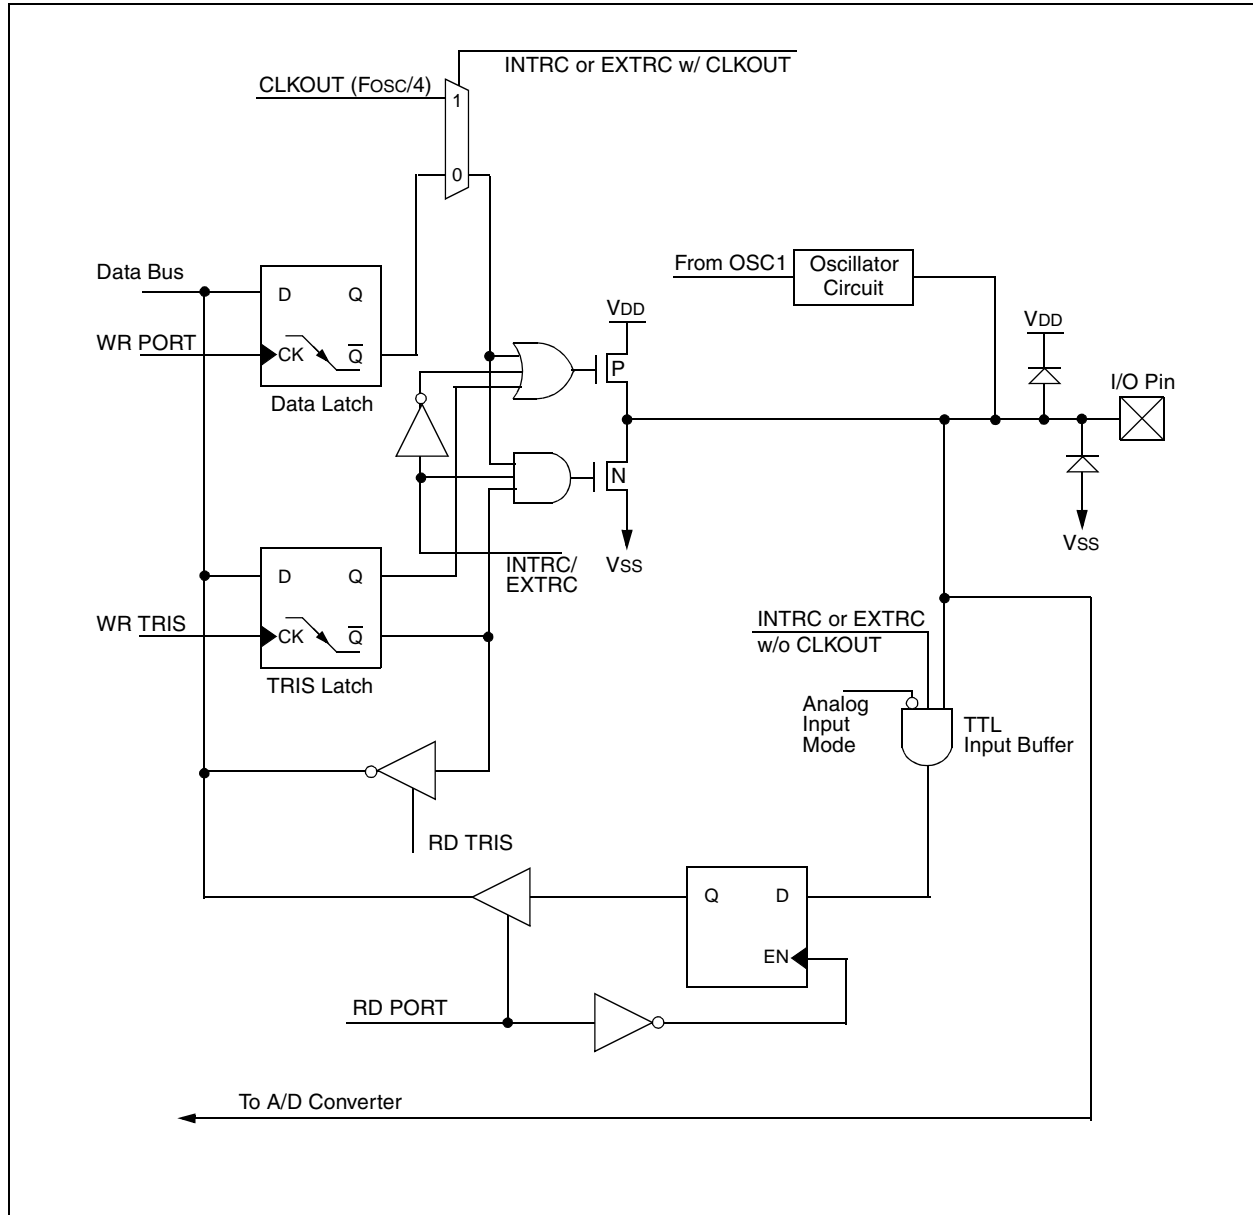 INTRC or EXTRC w/ CLKOUT
CLKOUT (FOSC/4)
1
0
Data Bus
D
Q
WR PORT
CK
Q
Data Latch
From OSC1
Oscillator
Circuit
VDD
P
VDD
I/O Pin
N
VSS
VSS
INTRC/
EXTRC
D
Q
WR TRIS
CK
Q
TRIS Latch
INTRC or EXTRC
w/o CLKOUT
Analog
Input
Mode
TTL
Input Buffer
RD TRIS
Q
D
EN
RD PORT
To A/D Converter